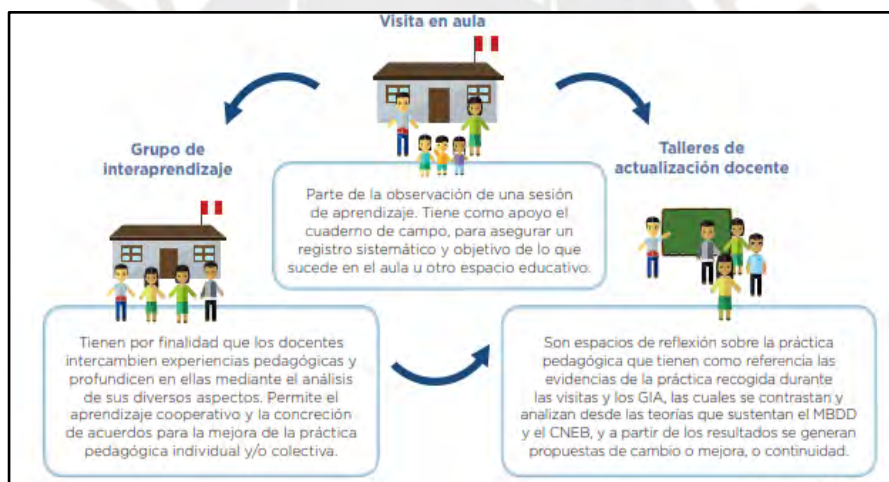 Visita en aula
Grupo de
interaprendizaje
Talleres de
actualización docente
Parte de la observación de una sesión
de aprendizaje. Tiene como apoyo el
cuaderno de campo, para asegurar un
registro sistemático y objetivo de lo que
sucede en el aula u otro espacio educativo.
Tienen por finalidad que los docentes
intercambien experiencias pedagógicas y
profundicen en ellas mediante el análisis
de sus diversos aspectos. Permite el
aprendizaje cooperativo y la concreción
de acuerdos para la mejora de la práctica
pedagógica individual y/o colectiva.
Son espacios de reflexión sobre la práctica
pedagógica que tienen como referencia las
evidencias de la práctica recogida durante
las visitas y los GIA, las cuales se contrastan y
analizan desde las teorías que sustentan el MBDD
y el CNEB, y a partir de los resultados se generan
propuestas de cambio o mejora, o continuidad.